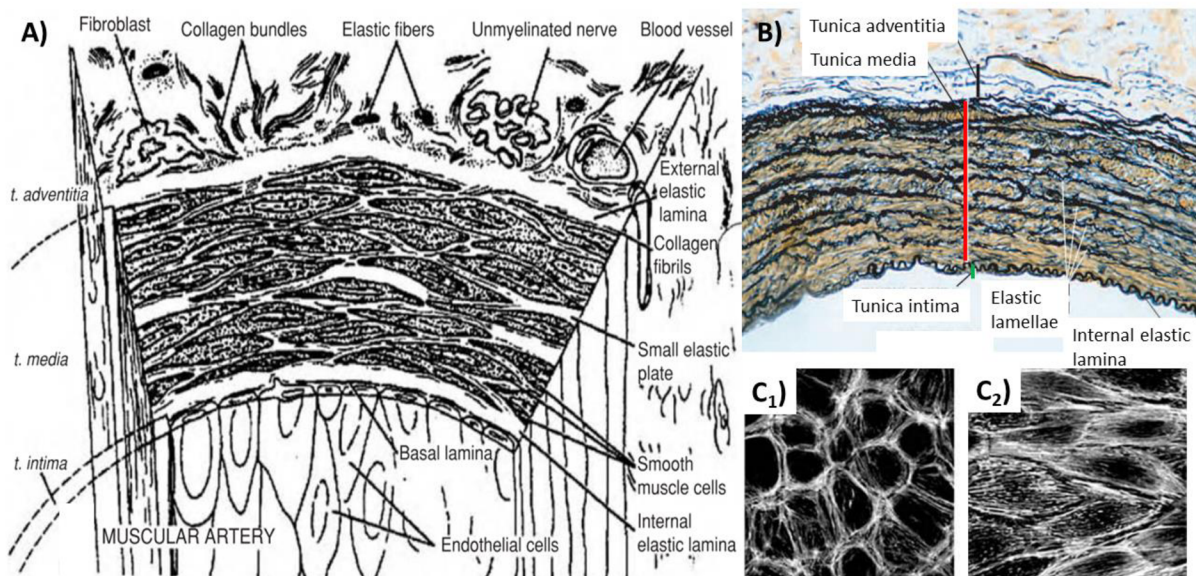 A)
Fibroblast
Collagen bundles
Elastic fibers
Unmyelinated nerve
Blood vessel
t. adventitia
External
elastic
lamina
Collagen
fibrils
t. media
Small elastic
plate
Basal lamina
Smooth
muscle cells
t. intima
MUSCULAR ARTERY
Endothelial cells
Internal
elastic lamina
B)
Tunica adventitia
Tunica media
Tunica intima
Elastic
lamellae
Internal elastic
lamina
C1)
C2)